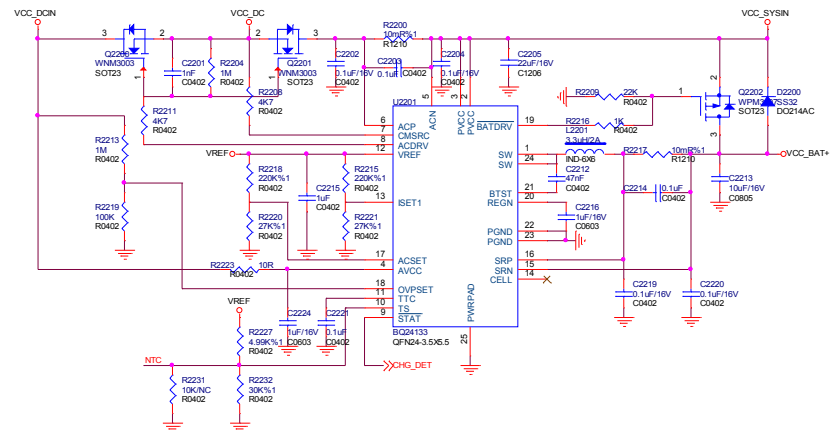 VCC_DCIN
VCC_DC
VCC_SYSIN
3
2
2
3
1
1
WNM3003
SOT23
Q2201
WNM3003
SOT23
C2201
1nF
C0402
R2204
1M
R0402
R2200
10mR%1
R1210
C2202
0.1uF/16V
C0402
C2203
0.1uF
C0402
C2204
0.1uF/16V
C0402
C2205
22uF/16V
C1206
R2211
4K7
R0402
R2208
4K7
R0402
R2209
22K
R0402
1
2
3
Q2202
SOT23
D2200
SS32
DO214AC
R2213
1M
R0402
R2219
100K
R0402
VREF
R2218
220K%1
R0402
R2220
27K%1
R0402
C2215
1uF
C0402
R2215
220K%1
R0402
R2221
27K%1
R0402
R2223
10R
R0402
U2201
5
3
2
ACN
PVCC
PVCC
6
ACP
7
CMSRC
8
ACDRV
12
VREF
13
ISET1
17
ACSET
4
AVCC
18
OVPSET
11
TTC
10
TS
9
STAT
BATDRV
19
SW
1
SW
24
BTST
21
REGN
20
PGND
22
PGND
23
SRP
16
SRN
15
CELL
14
PWRPAD
25
BQ24133
QFN24-3.5X5.5
R2216
1K
R0402
L2201
3.3uH/2A
IND-6X6
R2217
10mR%1
R1210
VCC_BAT+
C2212
47nF
C0402
C2214
0.1uF
C0402
C2213
10uF/16V
C0805
C2216
1uF/16V
C0603
C2219
0.1uF/16V
C0402
C2220
0.1uF/16V
C0402
VREF
R2227
4.99K%1
R0402
C2224
1uF/16V
C0603
C2221
0.1uF
C0402
NTC
CHG_DET
R2231
10K/NC
R0402
R2232
30K%1
R0402